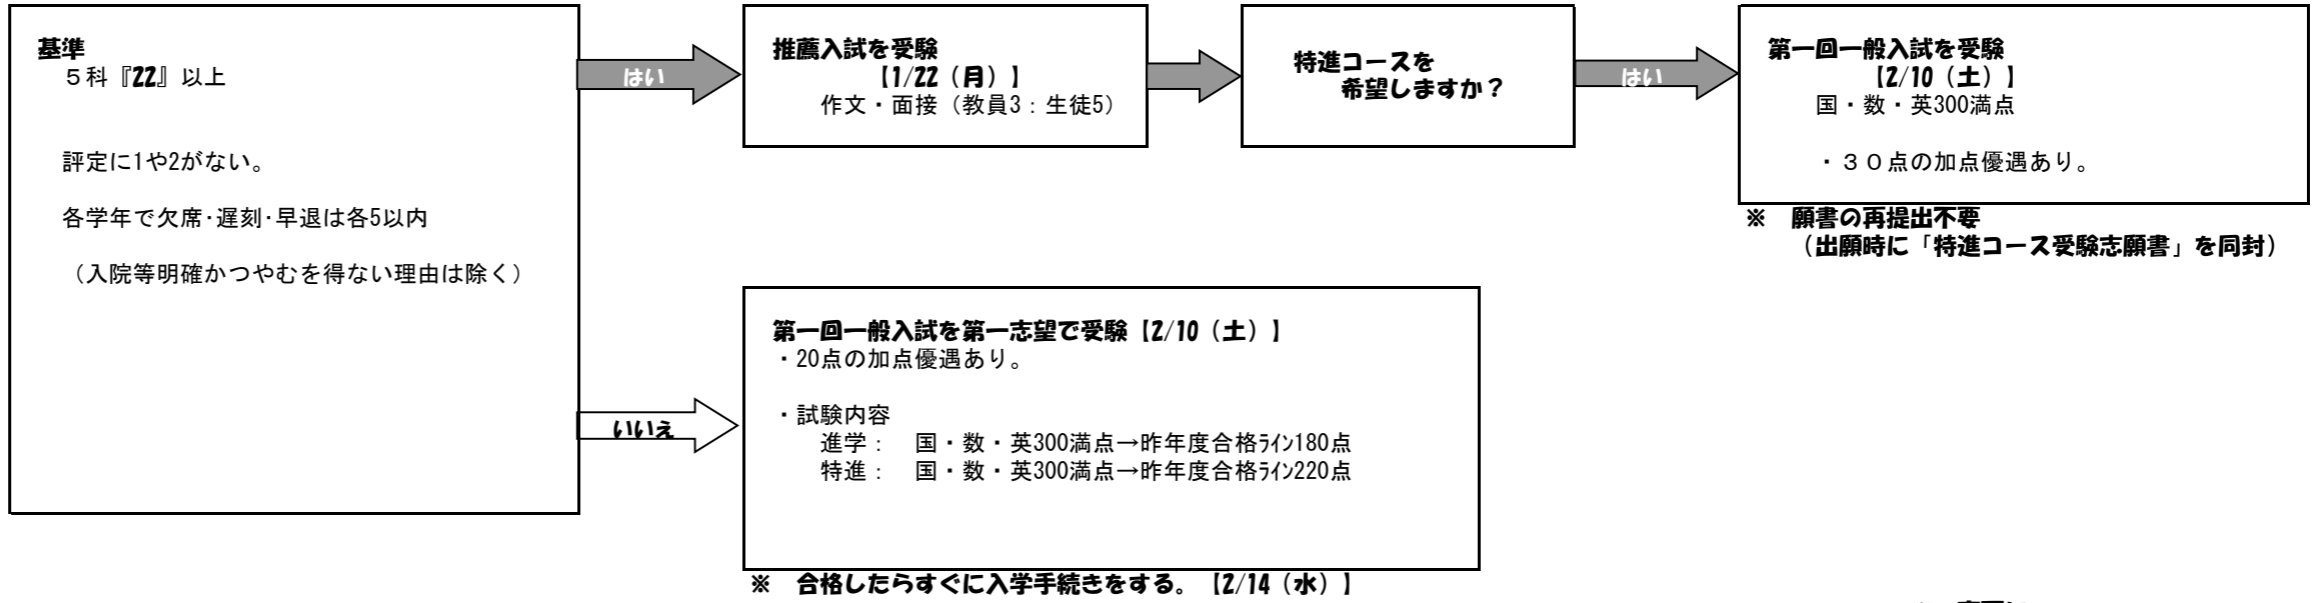 基準
５科『22』以上
評定に1や2がない。
各学年で欠席･遅刻･早退は各5以内
（入院等明確かつやむを得ない理由は除く）
はい
推薦入試を受験
【1/22（月）】
作文・面接（教員3：生徒5）
特進コースを
希望しますか？
はい
第一回一般入試を受験
【2/10（土）】
国・数・英300満点
・３０点の加点優遇あり。
※　願書の再提出不要
（出願時に「特進コース受験志願書」を同封）
いいえ
第一回一般入試を第一志望で受験【2/10（土）】
・20点の加点優遇あり。
・試験内容
進学：　国・数・英300満点→昨年度合格ﾗｲﾝ180点
特進：　国・数・英300満点→昨年度合格ﾗｲﾝ220点
※　合格したらすぐに入学手続きをする。【2/14（水）】